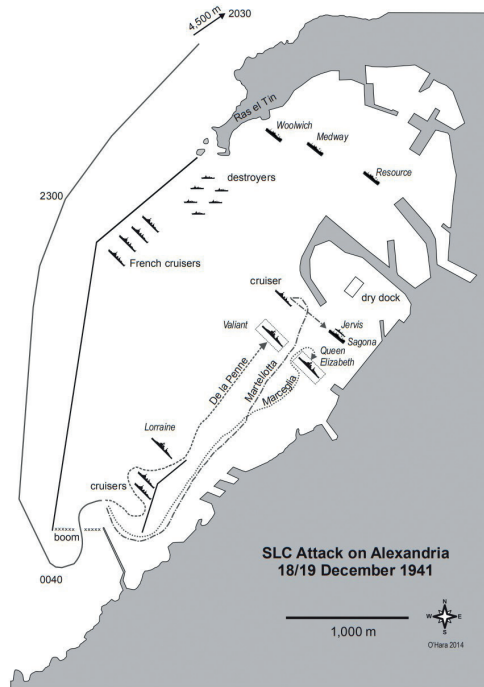 4,500 m
2030
Ras el Tin
Woolwich
Medway
Resource
destroyers
2300
French cruisers
cruiser
dry dock
Valiant
Jervis
Sagona
Queen
Elizabeth
De la Penne
Martellotta
Marceglia
Lorraine
cruisers
xxxxx xxxxx
boom
0040
SLC Attack on Alexandria
18/19 December 1941
1,000 m
N
W E
S
O'Hara 2014